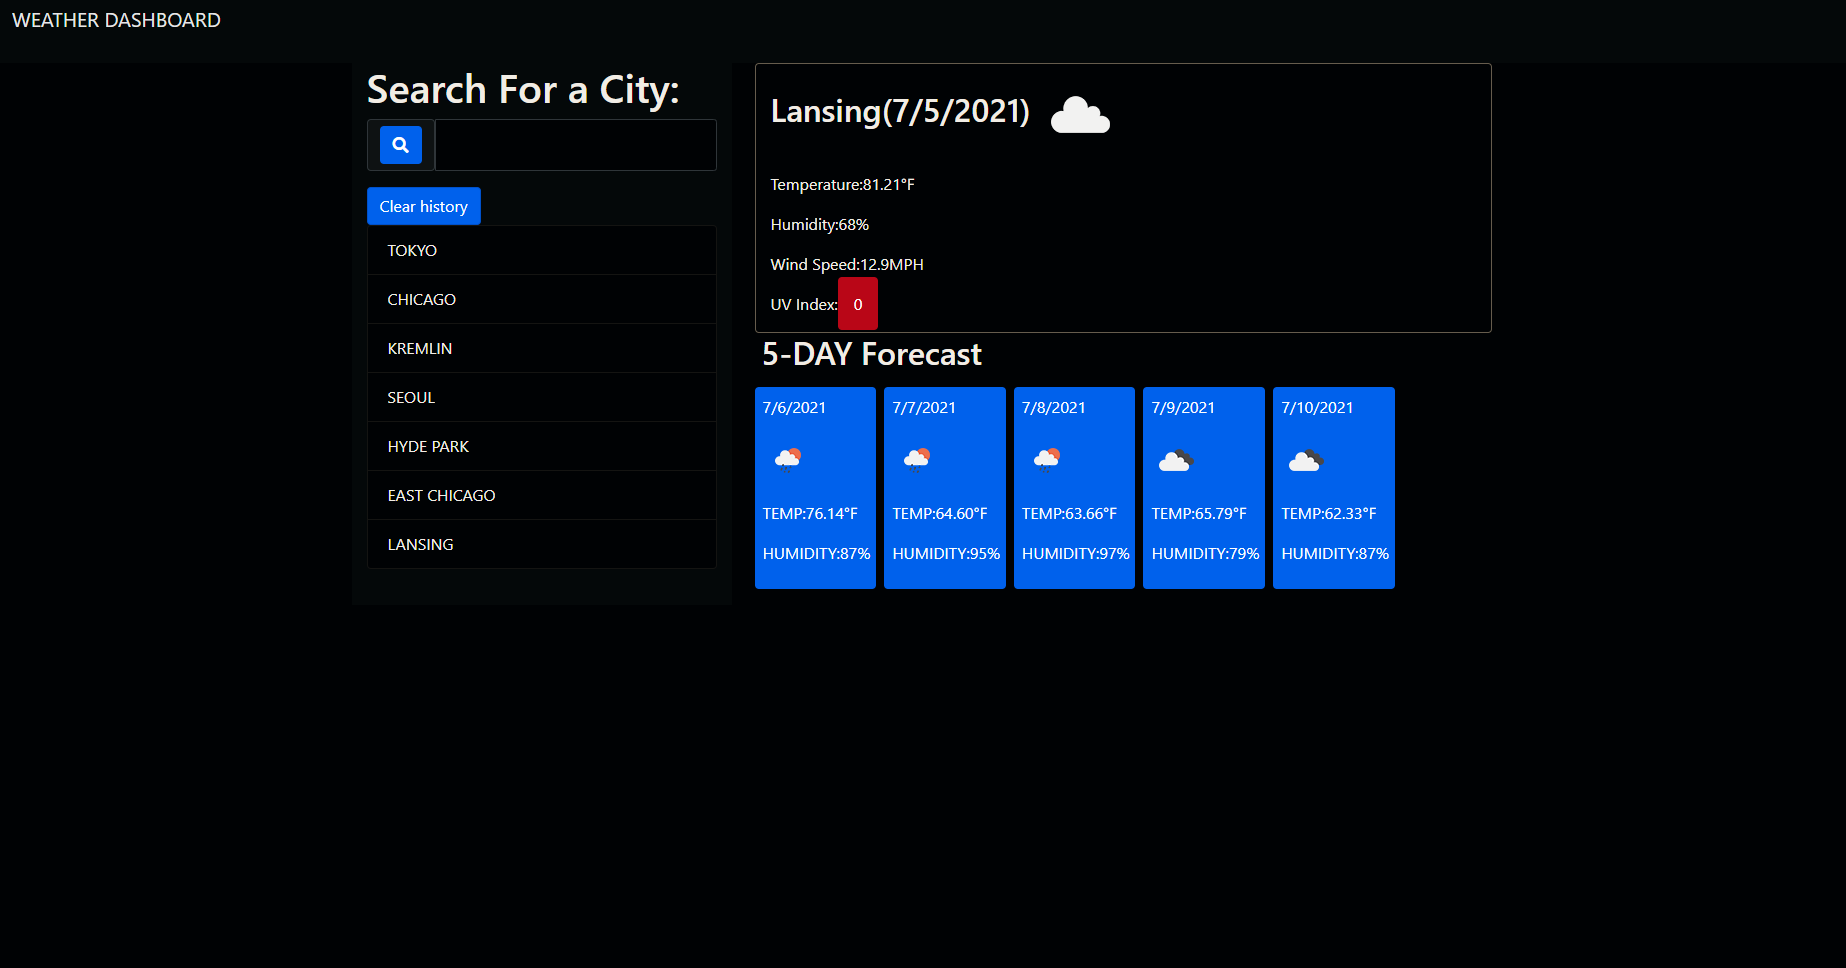 WEATHER DASHBOARD
Search For a City:
Clear history
TOKYO
CHICAGO
KREMLIN
SEOUL
HYDE PARK
EAST CHICAGO
LANSING
Lansing(7/5/2021)
Temperature:81.21°F
Humidity:68%
Wind Speed:12.9MPH
UV Index: 0
5-DAY Forecast
7/6/2021
TEMP:76.14°F
HUMIDITY:87%
7/7/2021
TEMP:64.60°F
HUMIDITY:95%
7/8/2021
TEMP:63.66°F
HUMIDITY:97%
7/9/2021
TEMP:65.79°F
HUMIDITY:79%
7/10/2021
TEMP:62.33°F
HUMIDITY:87%